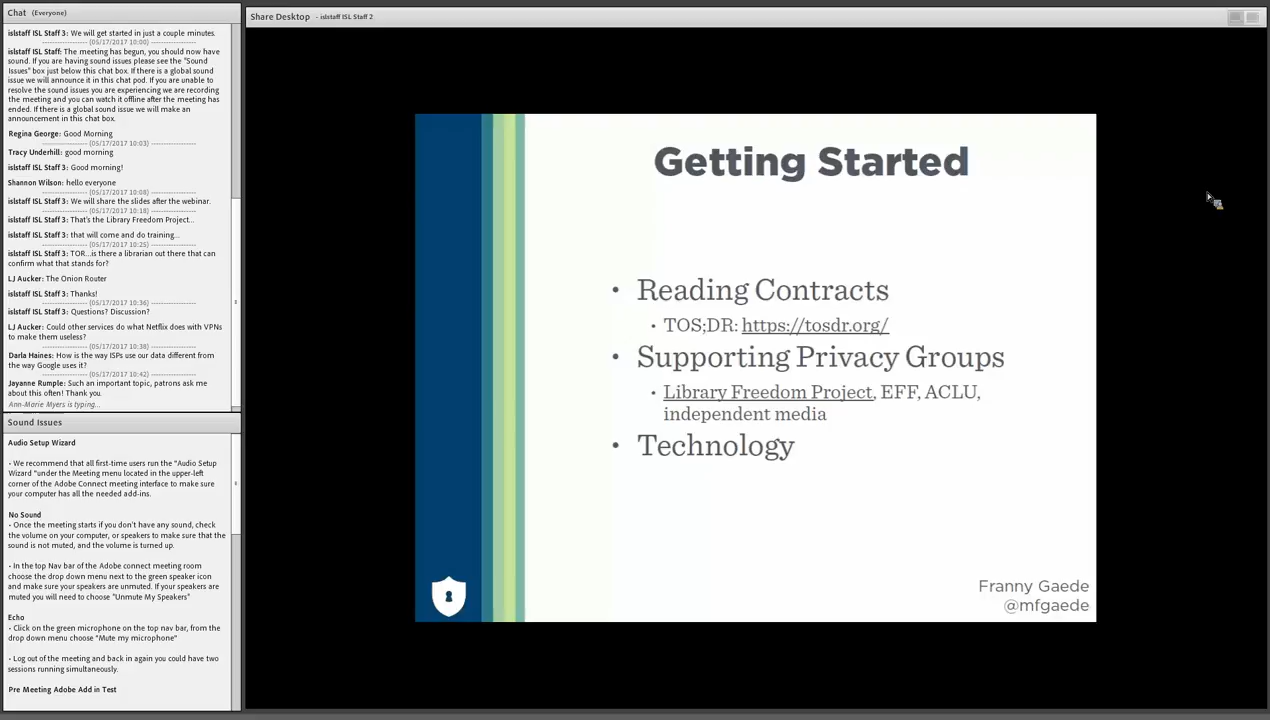 Chat (Everyone)
islstaff ISL Staff 3: We will get started in just a couple minutes.
------------------ (05/17/2017 10:00) ------------------
islstaff ISL Staff: The meeting has begun, you should now have
sound. If you are having sound issues please see the "Sound
Issues" box just below this chat box. If there is a global sound
issue we will announce it in this chat pod. If you are unable to
resolve the sound issues you are experiencing we are recording
the meeting and you can watch it offline after the meeting has
ended. If there is a global sound issue we will make an
announcement in this chat box.
Regina George: Good Morning
------------------ (05/17/2017 10:03) ------------------
Tracy Underhill: good morning
islstaff ISL Staff 3: Good morning!
Shannon Wilson: hello everyone
------------------ (05/17/2017 10:08) ------------------
islstaff ISL Staff 3: We will share the slides after the webinar.
------------------ (05/17/2017 10:18) ------------------
islstaff ISL Staff 3: That's the Library Freedom Project...
islstaff ISL Staff 3: that will come and do training...
------------------ (05/17/2017 10:25) ------------------
islstaff ISL Staff 3: TOR...is there a librarian out there that can
confirm what that stands for?
LJ Aucker: The Onion Router
islstaff ISL Staff 3: Thanks!
------------------ (05/17/2017 10:36) ------------------
islstaff ISL Staff 3: Questions? Discussion?
LJ Aucker: Could other services do what Netflix does with VPNs
to make them useless?
------------------ (05/17/2017 10:38) ------------------
Darla Haines: How is the way ISPs use our data different from
the way Google uses it?
------------------ (05/17/2017 10:42) ------------------
Jayanne Rumple: Such an important topic, patrons ask me
about this often! Thank you.
Ann-Marie Myers is typing...
Sound Issues
Audio Setup Wizard
• We recommend that all first-time users run the "Audio Setup
Wizard "under the Meeting menu located in the upper-left
corner of the Adobe Connect meeting interface to make sure
your computer has all the needed add-ins.
No Sound
• Once the meeting starts if you don't have any sound, check
the volume on your computer, or speakers to make sure that the
sound is not muted, and the volume is turned up.
• In the top Nav bar of the Adobe connect meeting room
choose the drop down menu next to the green speaker icon
and make sure your speakers are unmuted. If your speakers are
muted you will need to choose "Unmute My Speakers"
Echo
• Click on the green microphone on the top nav bar, from the
drop down menu choose "Mute my microphone"
• Log out of the meeting and back in again you could have two
sessions running simultaneously.
Pre Meeting Adobe Add in Test
Share Desktop - islstaff ISL Staff 2
Getting Started
• Reading Contracts
• TOS;DR: https://tosdr.org/
• Supporting Privacy Groups
• Library Freedom Project, EFF, ACLU,
independent media
• Technology
Franny Gaede
@mfgaede